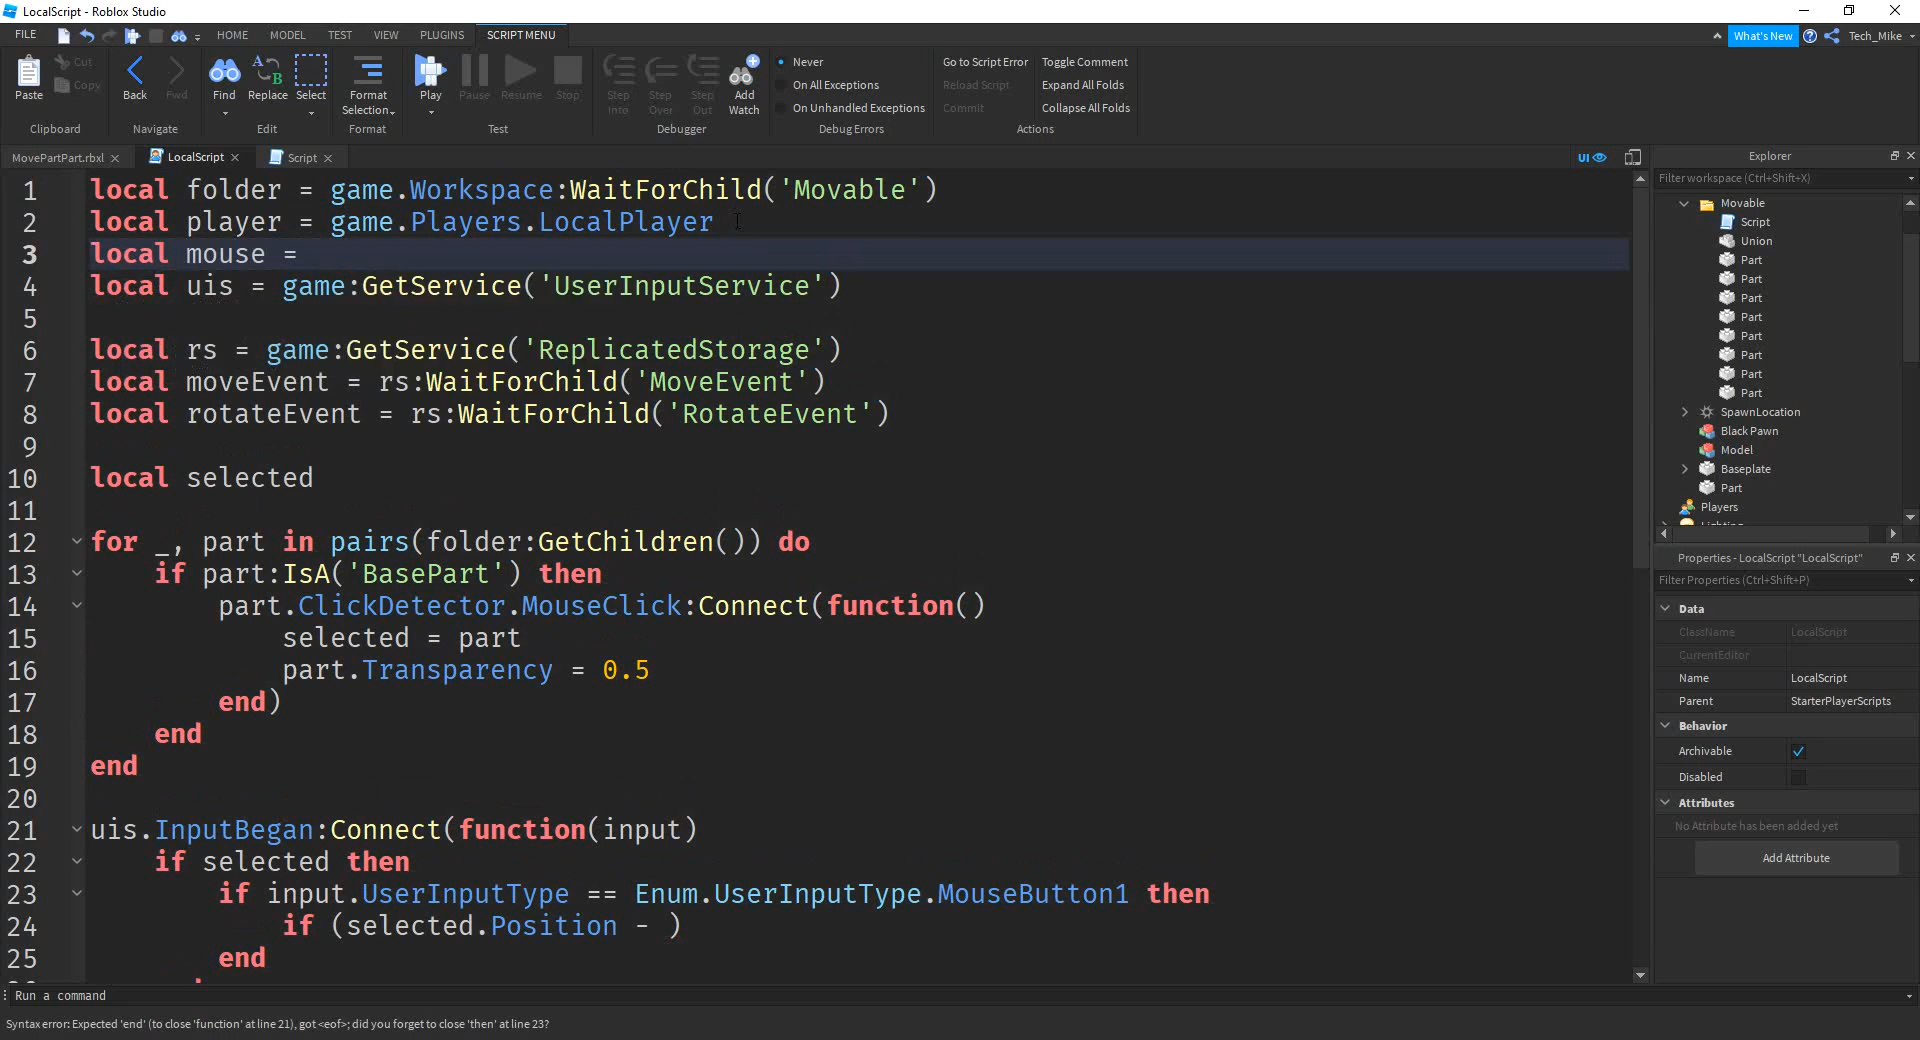 LocalScript - Roblox Studio
FILE HOME MODEL TEST VIEW PLUGINS SCRIPT MENU What's New Tech_Mike
Paste Cut Copy Back Fwd Find Replace Select Format Selection Play Pause Resume Stop Step Into Step Over Step Out Add Watch
Never
On All Exceptions
On Unhandled Exceptions
Go to Script Error
Reload Script
Commit
Toggle Comment
Expand All Folds
Collapse All Folds
Clipboard Navigate Edit Format Test Debugger Debug Errors Actions
MovePartPart.rbxl LocalScript Script UI
1 local folder = game.Workspace:WaitForChild('Movable')
2 local player = game.Players.LocalPlayer
3 local mouse =
4 local uis = game:GetService('UserInputService')
5
6 local rs = game:GetService('ReplicatedStorage')
7 local moveEvent = rs:WaitForChild('MoveEvent')
8 local rotateEvent = rs:WaitForChild('RotateEvent')
9
10 local selected
11
12 for _, part in pairs(folder:GetChildren()) do
13 if part:IsA('BasePart') then
14 part.ClickDetector.MouseClick:Connect(function()
15 selected = part
16 part.Transparency = 0.5
17 end)
18 end
19 end
20
21 uis.InputBegan:Connect(function(input)
22 if selected then
23 if input.UserInputType == Enum.UserInputType.MouseButton1 then
24 if (selected.Position - )
25 end
Explorer
Filter workspace (Ctrl+Shift+X)
Movable
Script
Union
Part
Part
Part
Part
Part
Part
Part
Part
SpawnLocation
Black Pawn
Model
Baseplate
Part
Players
Lighting
Properties - LocalScript "LocalScript"
Filter Properties (Ctrl+Shift+P)
Data
ClassName LocalScript
CurrentEditor
Name LocalScript
Parent StarterPlayerScripts
Behavior
Archivable
Disabled
Attributes
No Attribute has been added yet
Add Attribute
Run a command
Syntax error: Expected 'end' (to close 'function' at line 21), got <eof>; did you forget to close 'then' at line 23?